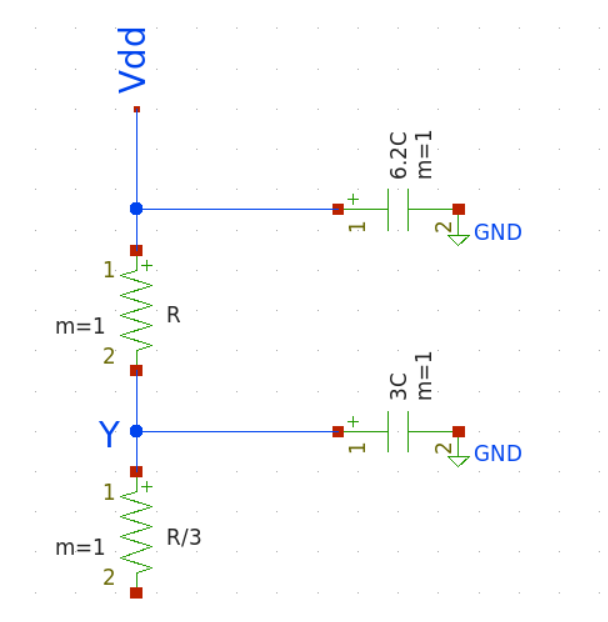 Vdd
6.2C
m=1
+
1
2
GND
1
+
R
m=1
2
3C
m=1
+
Y
1
2
GND
1
+
R/3
m=1
2